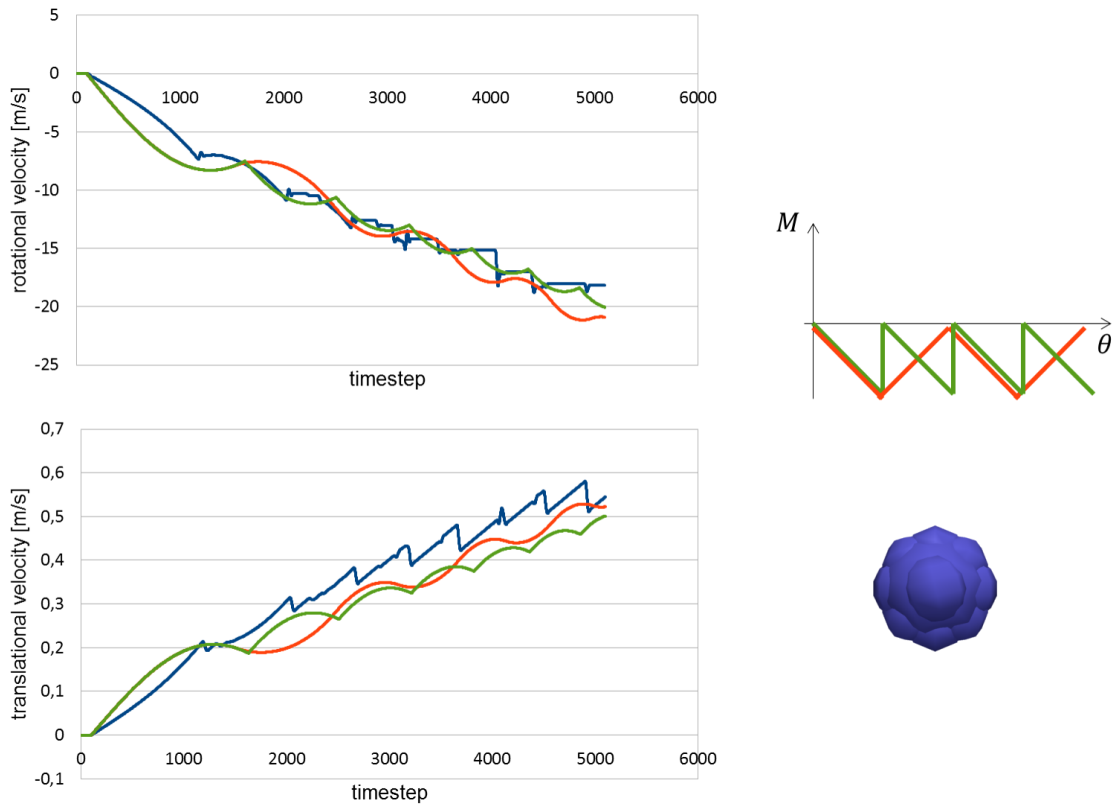 5
0
0 1000 2000 3000 4000 5000 6000
-5
-10
-15
-20
-25
rotational velocity [m/s]
timestep
M
θ
0,7
0,6
0,5
0,4
0,3
0,2
0,1
0
0 1000 2000 3000 4000 5000 6000
-0,1
translational velocity [m/s]
timestep